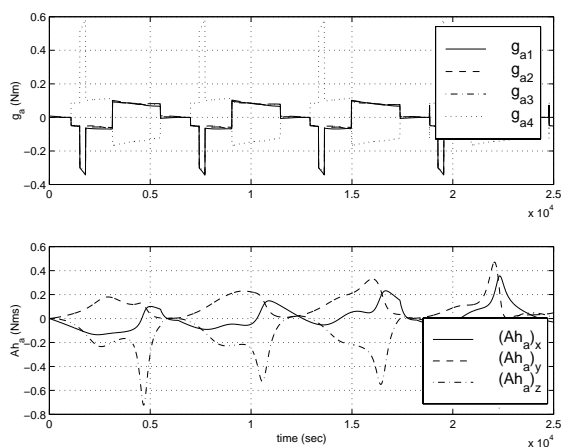 0.6
0.4
0.2
0
−0.2
−0.4
g_a (Nm)
g_a1
g_a2
g_a3
g_a4
0 0.5 1 1.5 2 2.5
x 10^4
0.6
0.4
0.2
0
−0.2
−0.4
−0.6
−0.8
Ah_a (Nms)
(Ah_a)_x
(Ah_a)_y
(Ah_a)_z
0 0.5 1 1.5 2 2.5
time (sec)
x 10^4